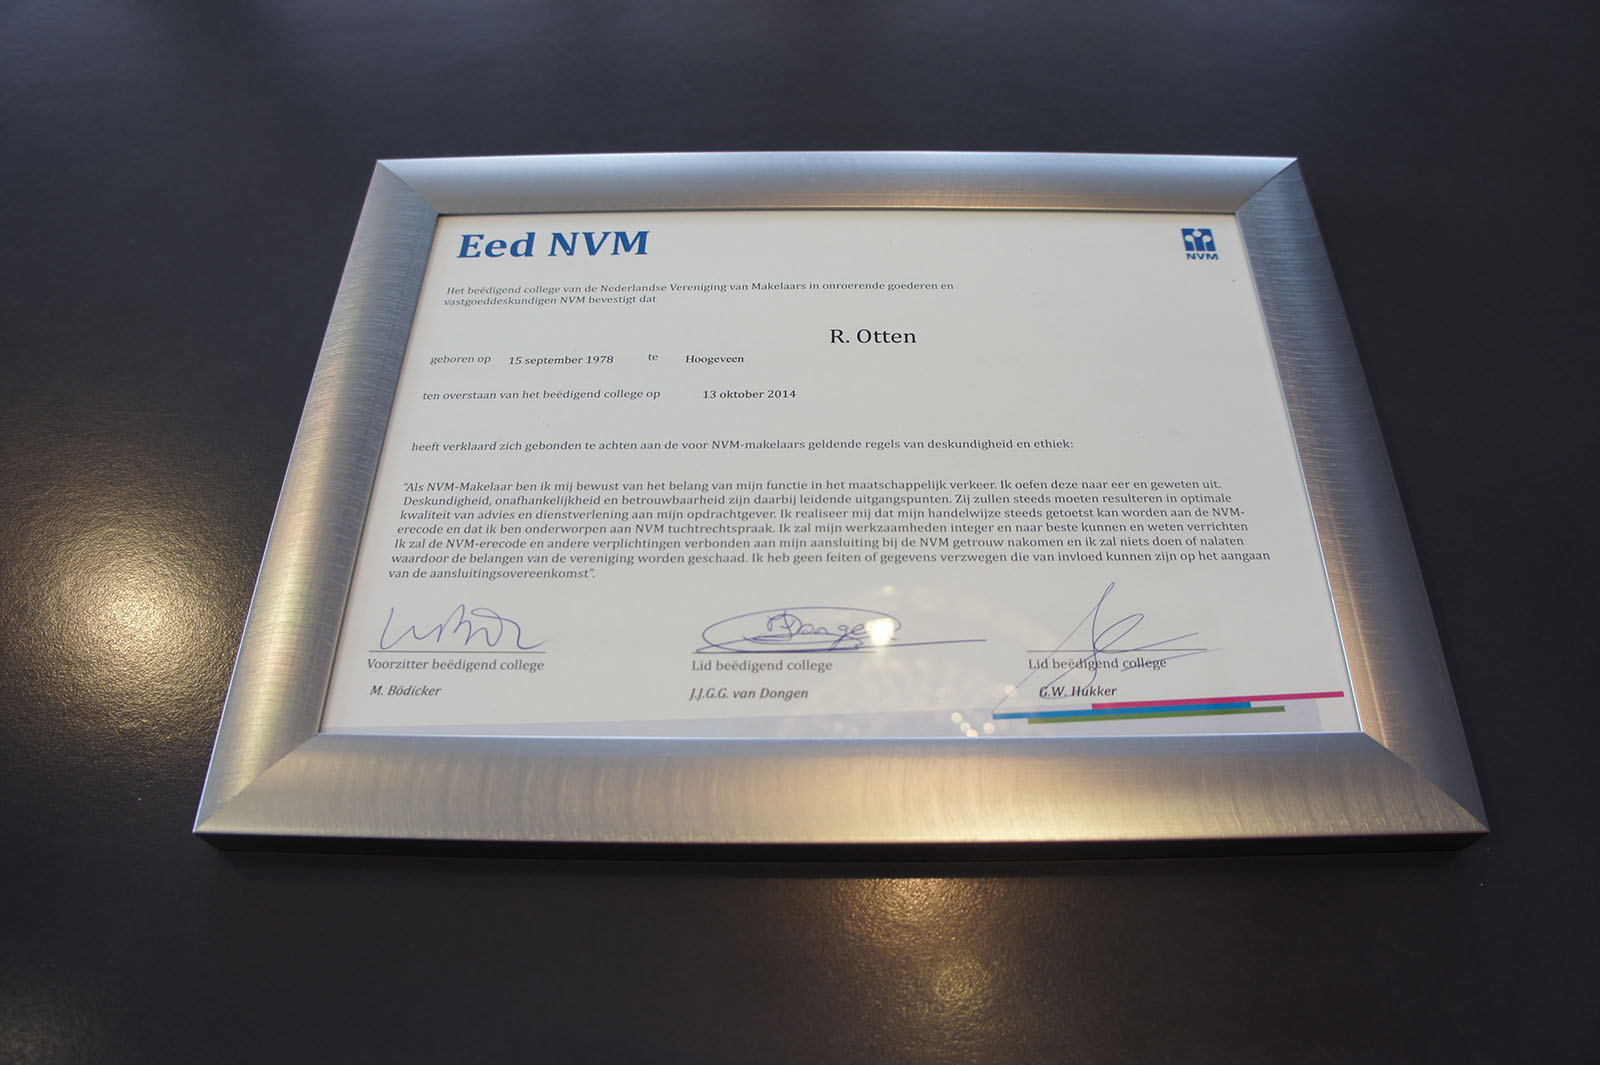 Eed NVM
NVM
Het beëdigend college van de Nederlandse Vereniging van Makelaars in onroerende goederen en
vastgoeddeskundigen NVM bevestigt dat
R. Otten
geboren op 15 september 1978 te Hoogeveen
ten overstaan van het beëdigend college op 13 oktober 2014
heeft verklaard zich gebonden te achten aan de voor NVM-makelaars geldende regels van deskundigheid en ethiek:
"Als NVM-Makelaar ben ik mij bewust van het belang van mijn functie in het maatschappelijk verkeer. Ik oefen deze naar eer en geweten uit.
Deskundigheid, onafhankelijkheid en betrouwbaarheid zijn daarbij leidende uitgangspunten. Zij zullen steeds moeten resulteren in optimale
kwaliteit van advies en dienstverlening aan mijn opdrachtgever. Ik realiseer mij dat mijn handelwijze steeds getoetst kan worden aan de NVM-
erecode en dat ik ben onderworpen aan NVM tuchtrechtspraak. Ik zal mijn werkzaamheden integer en naar beste kunnen en weten verrichten
Ik zal de NVM-erecode en andere verplichtingen verbonden aan mijn aansluiting bij de NVM getrouw nakomen en ik zal niets doen of nalaten
waardoor de belangen van de vereniging worden geschaad. Ik heb geen feiten of gegevens verzwegen die van invloed kunnen zijn op het aangaan
van de aansluitingsovereenkomst".
Voorzitter beëdigend college Lid beëdigend college Lid beëdigend college
M. Bödicker J.J.G.G. van Dongen G.W. Hukker